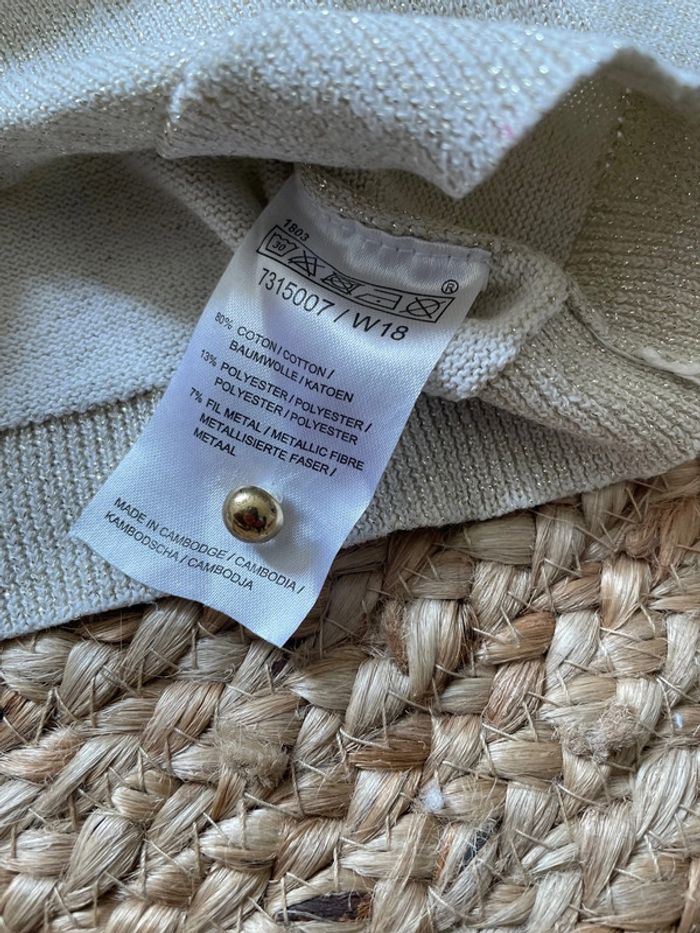 1803
30
®
7315007 / W18
80% COTON / COTTON /
BAUMWOLLE / KATOEN
13% POLYESTER / POLYESTER /
POLYESTER / POLYESTER
7% FIL METAL / METALLIC FIBRE
METALLISIERTE FASER /
METAAL
MADE IN CAMBODGE / CAMBODIA /
KAMBODSCHA / CAMBODJA